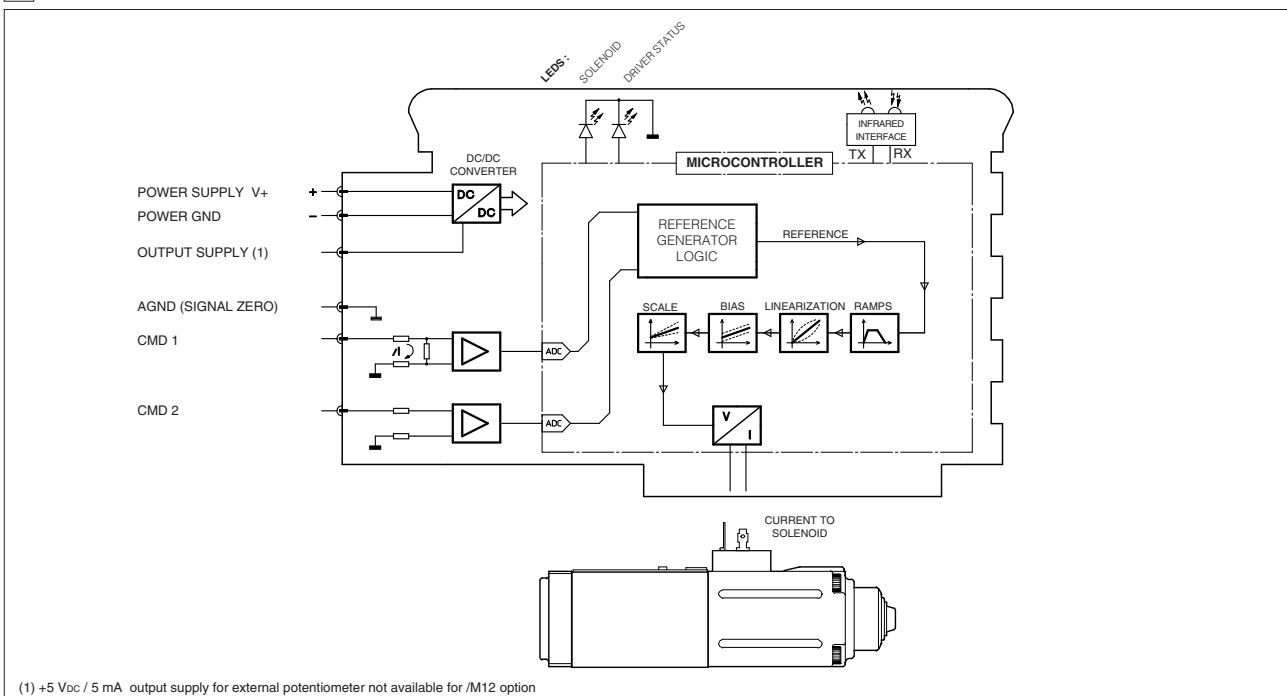 LEDS :
SOLENOID
DRIVER STATUS
INFRARED
INTERFACE
TX RX
MICROCONTROLLER
DC/DC
CONVERTER
POWER SUPPLY V+ +
DC
DC
POWER GND –
OUTPUT SUPPLY (1)
REFERENCE
GENERATOR
LOGIC
REFERENCE
AGND (SIGNAL ZERO)
SCALE BIAS LINEARIZATION RAMPS
CMD 1
I
ADC
CMD 2
ADC
V
I
CURRENT TO
SOLENOID
(1) +5 VDC / 5 mA output supply for external potentiometer not available for /M12 option